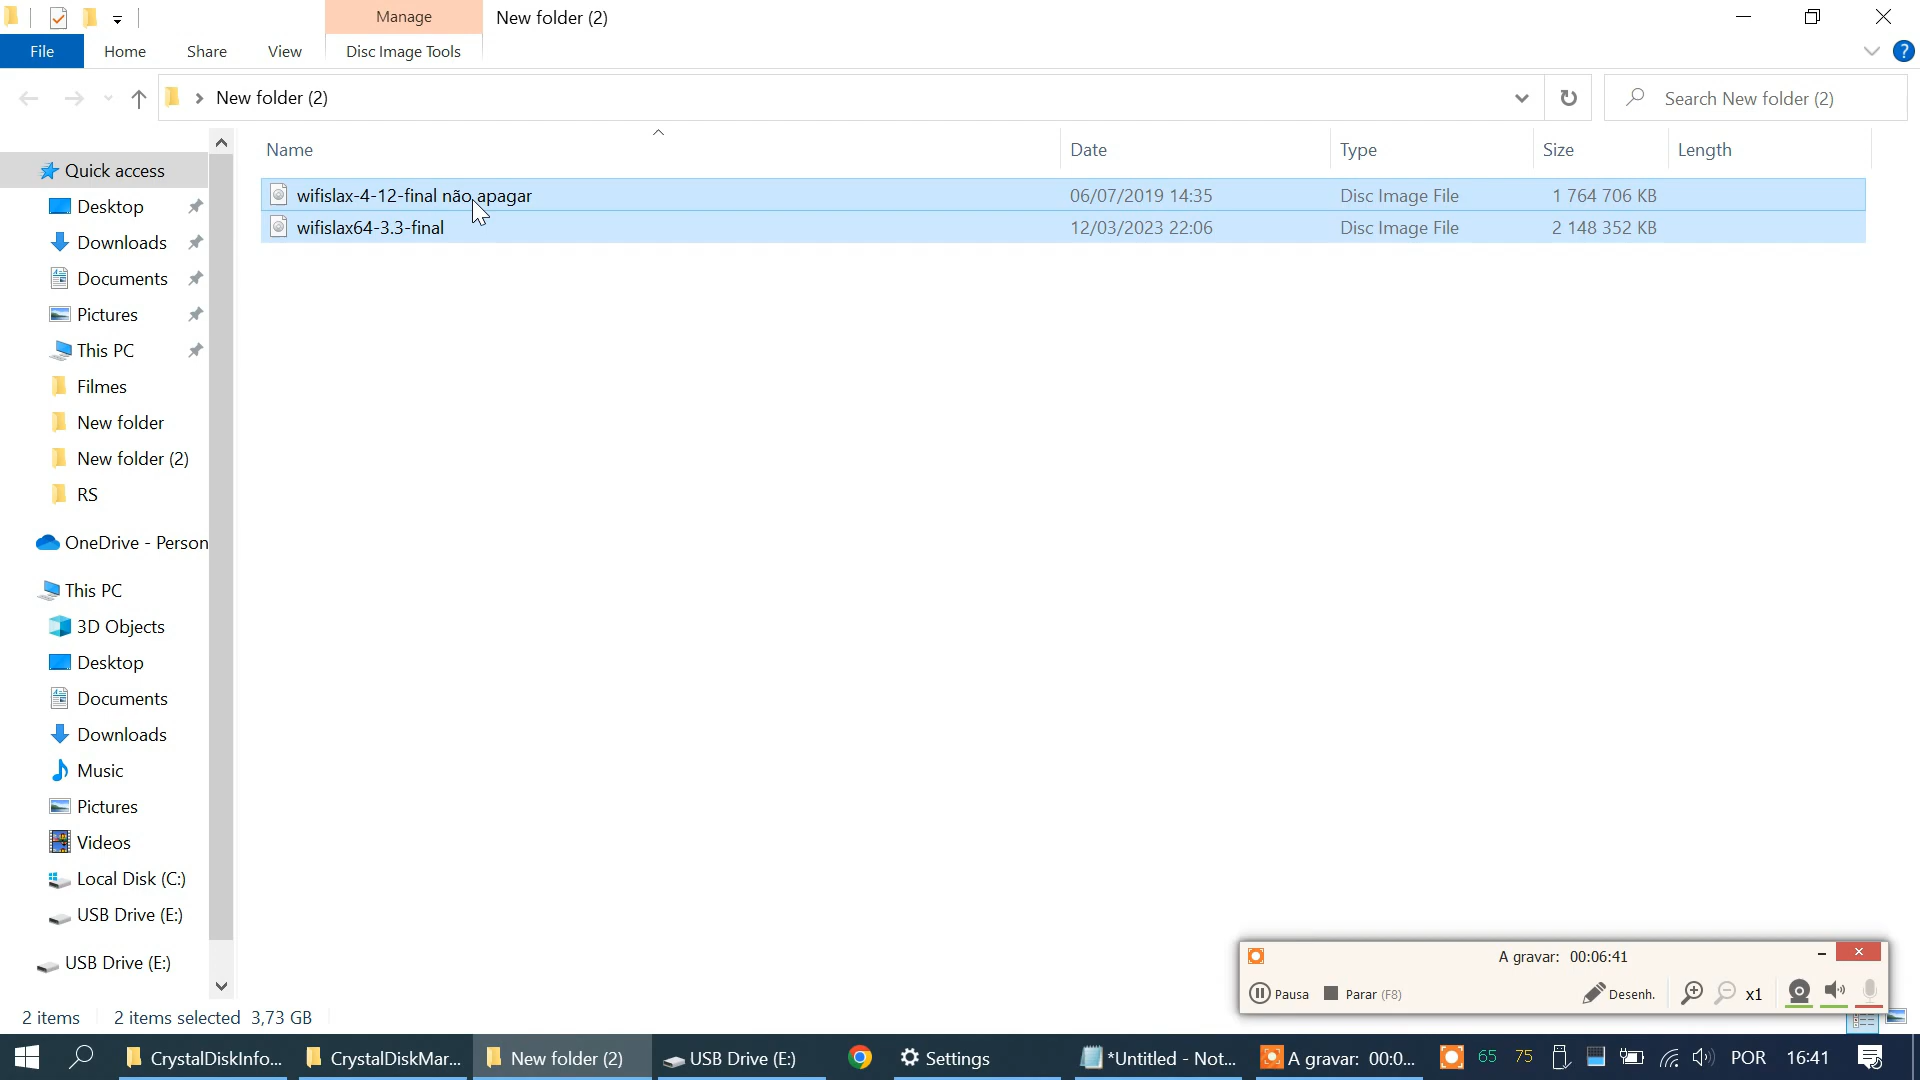 Manage
New folder (2)
File
Home
Share
View
Disc Image Tools
?
New folder (2)
Search New folder (2)
Name
Date
Type
Size
Length
Quick access
wifislax-4-12-final não apagar
06/07/2019 14:35
Disc Image File
1 764 706 KB
wifislax64-3.3-final
12/03/2023 22:06
Disc Image File
2 148 352 KB
Desktop
Downloads
Documents
Pictures
This PC
Filmes
New folder
New folder (2)
RS
OneDrive - Person
This PC
3D Objects
Desktop
Documents
Downloads
Music
Pictures
Videos
Local Disk (C:)
USB Drive (E:)
USB Drive (E:)
A gravar: 00:06:41
Pausa
Parar (F8)
Desenh.
x1
2 items
2 items selected 3,73 GB
CrystalDiskInfo...
CrystalDiskMar...
New folder (2)
USB Drive (E:)
Settings
*Untitled - Not...
A gravar: 00:0...
65
75
POR
16:41